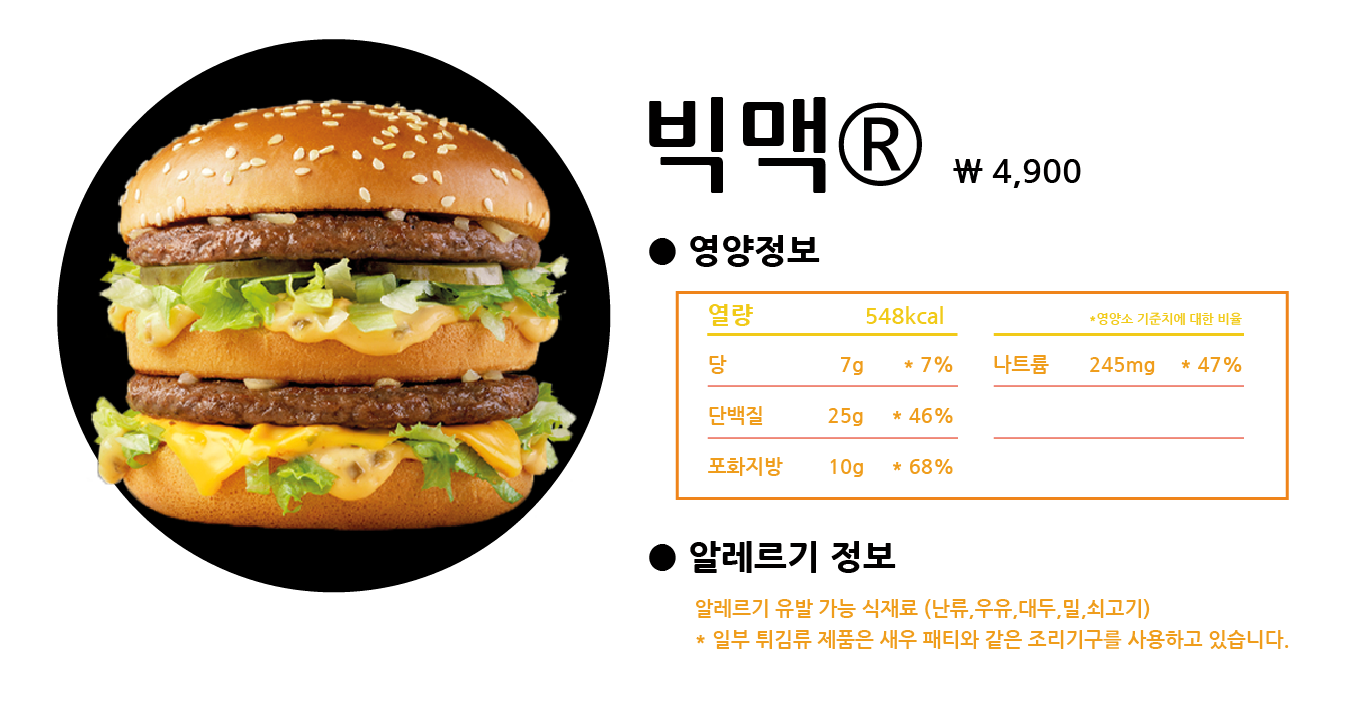 빅맥® ₩ 4,900
● 영양정보
열량 548kcal *영양소 기준치에 대한 비율
당 7g * 7% 나트륨 245mg * 47%
단백질 25g * 46%
포화지방 10g * 68%
● 알레르기 정보
알레르기 유발 가능 식재료 (난류,우유,대두,밀,쇠고기)
* 일부 튀김류 제품은 새우 패티와 같은 조리기구를 사용하고 있습니다.